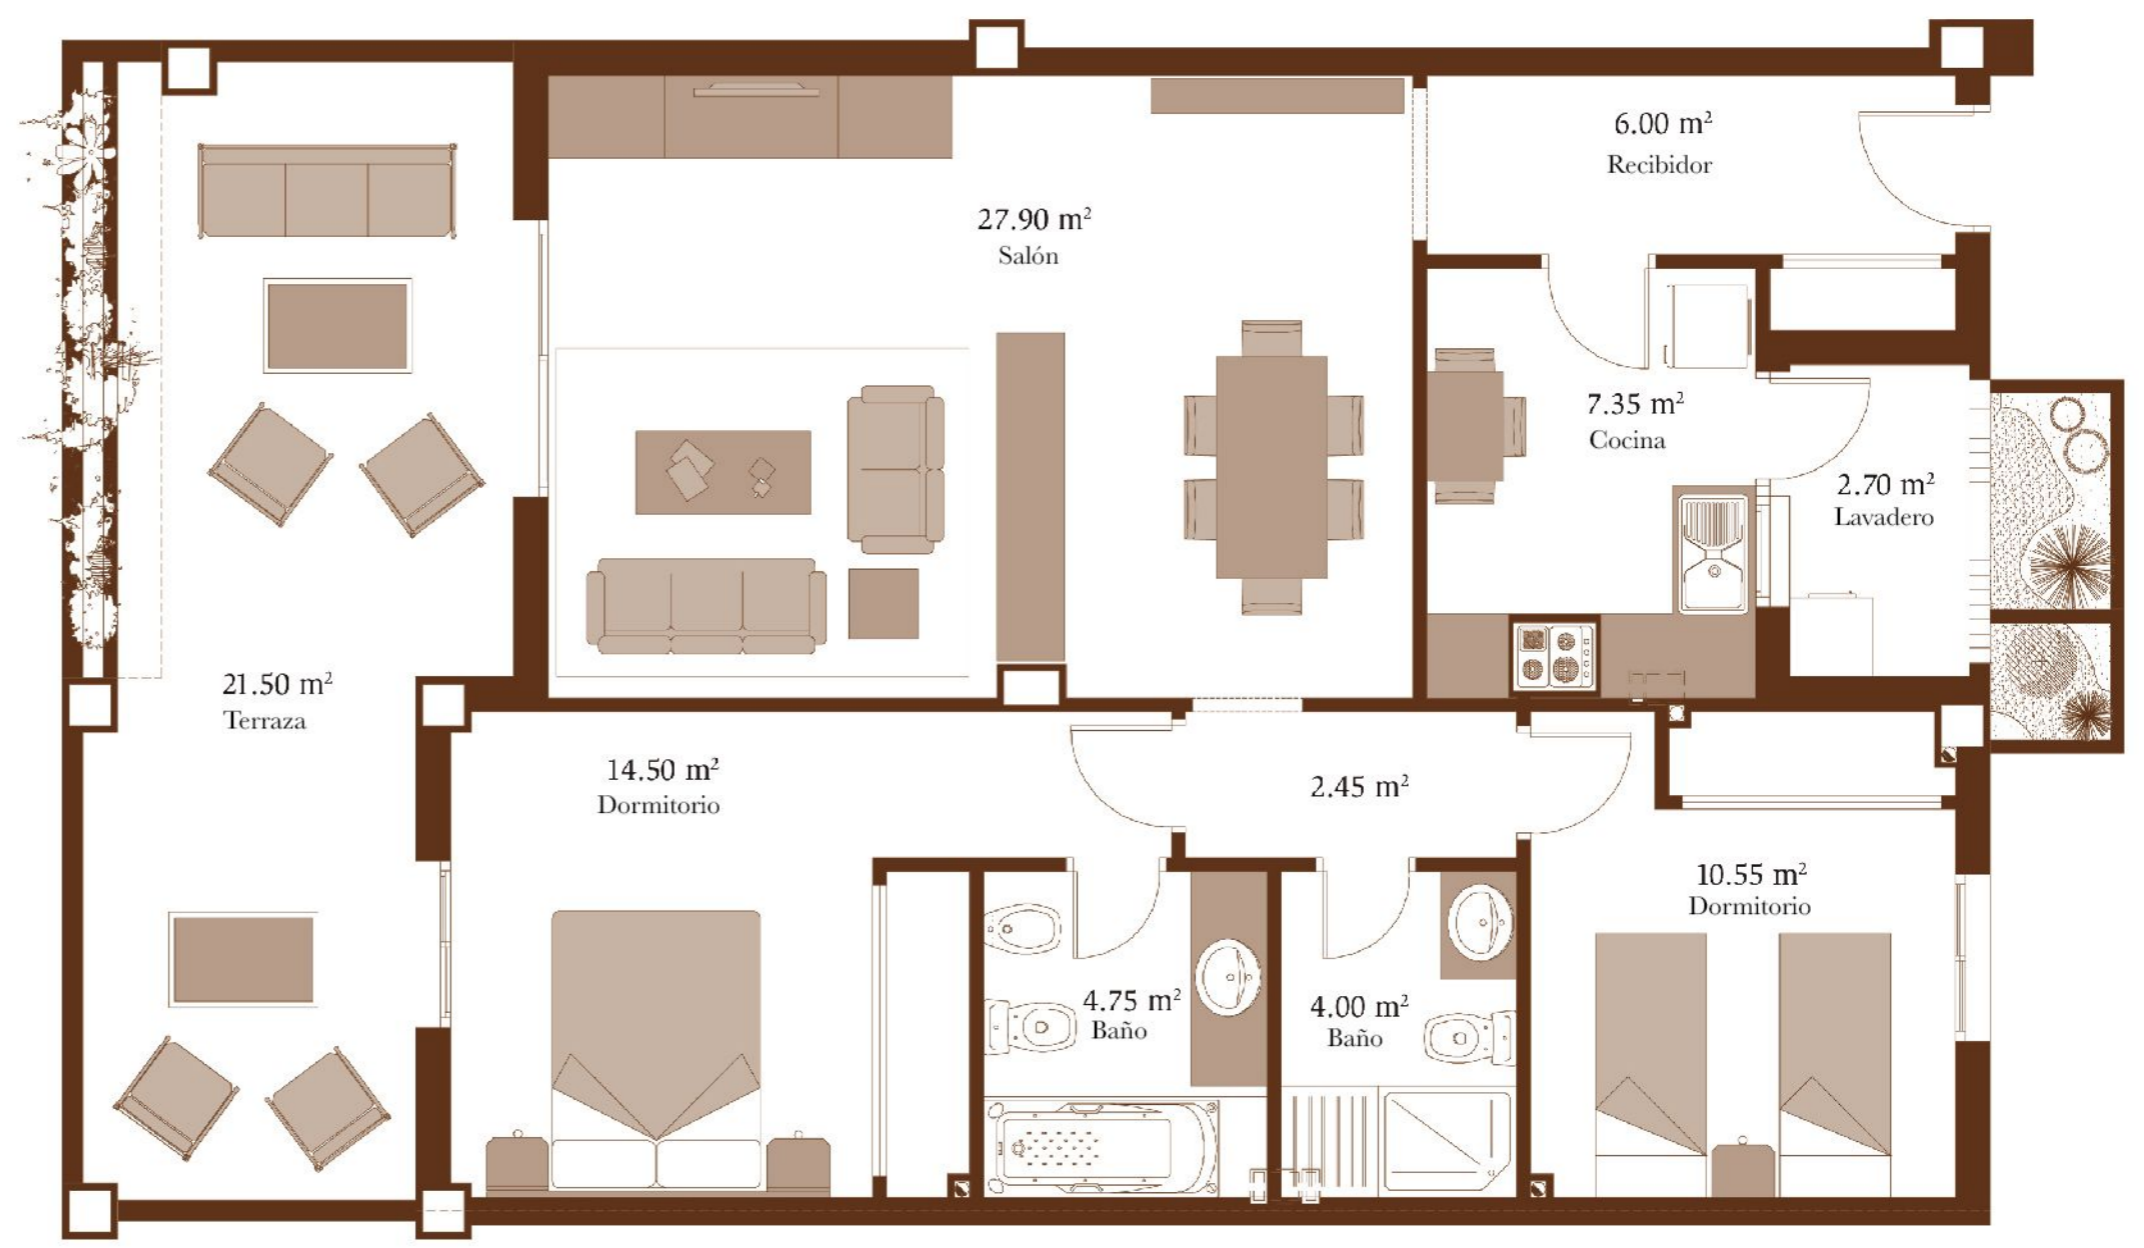 6.00 m²
Recibidor
27.90 m²
Salón
7.35 m²
Cocina
2.70 m²
Lavadero
21.50 m²
Terraza
14.50 m²
Dormitorio
2.45 m²
10.55 m²
Dormitorio
4.75 m²
Baño
4.00 m²
Baño